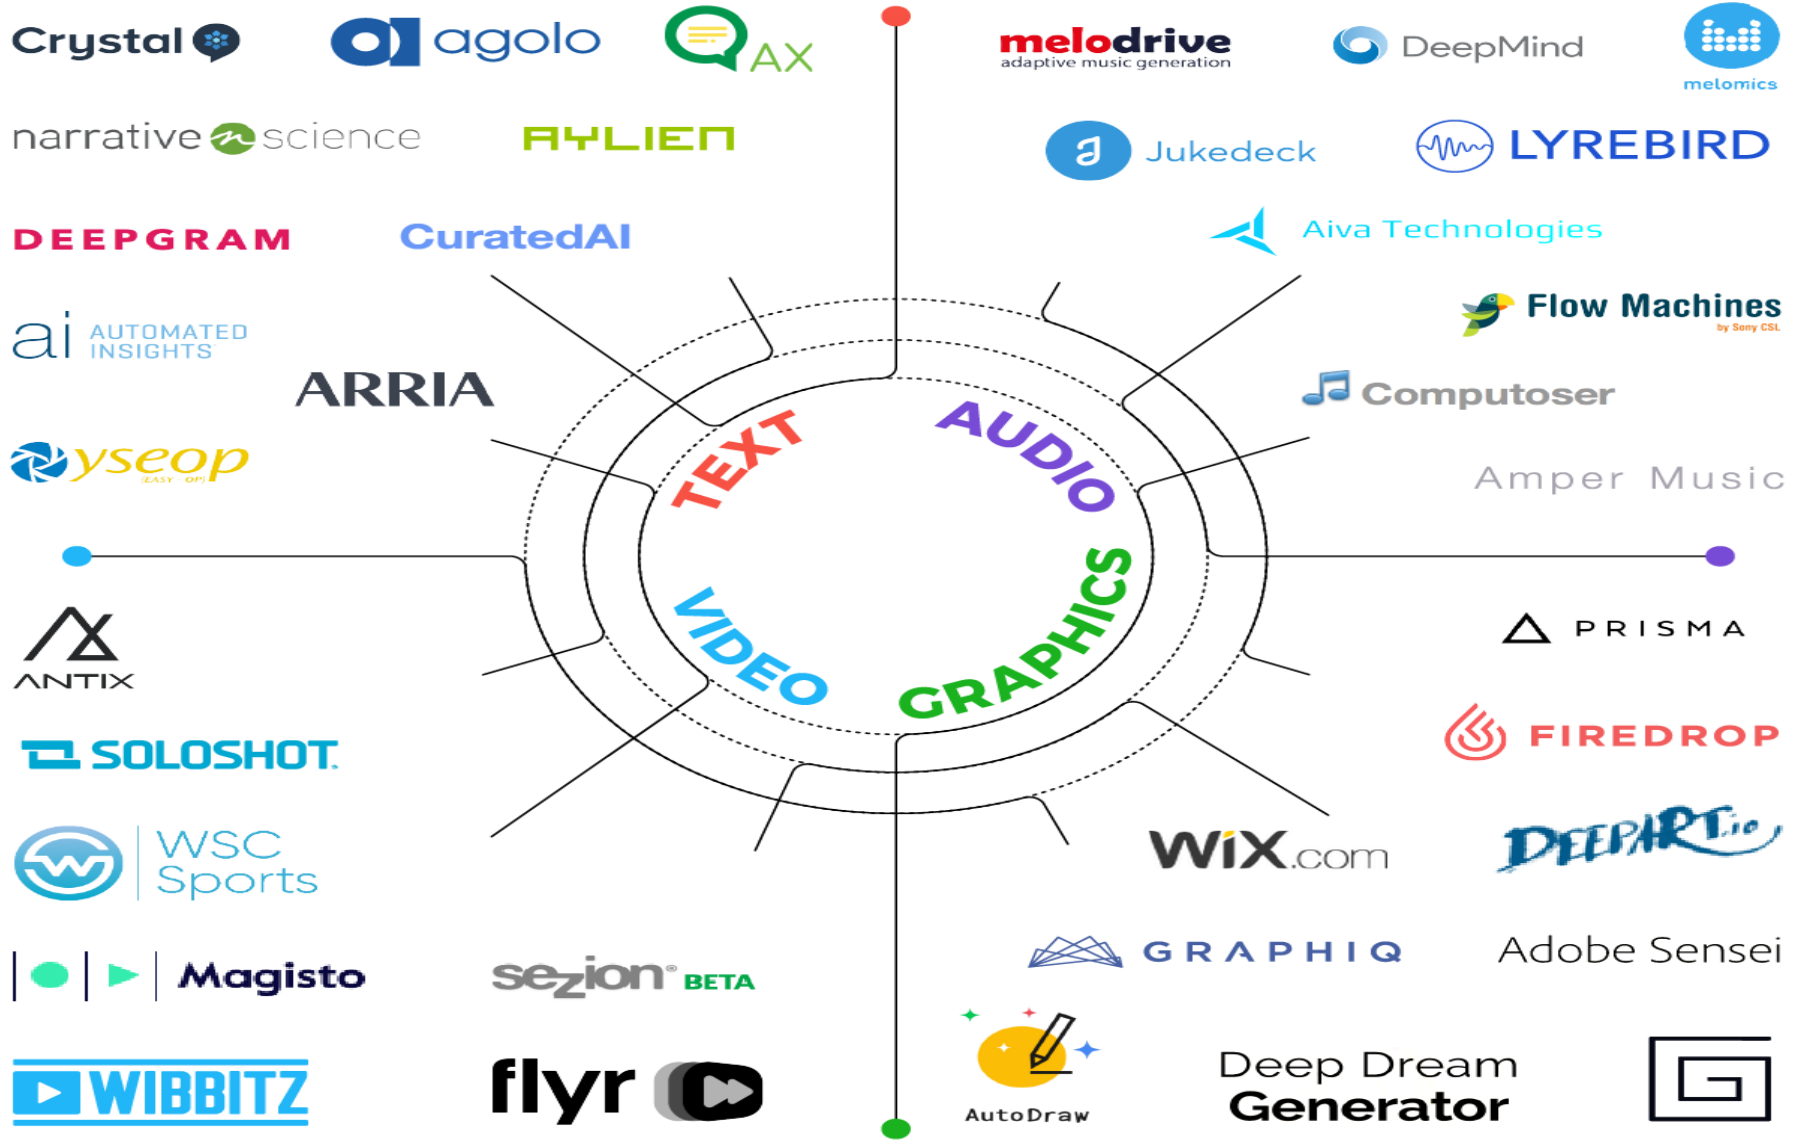 Crystal
agolo
AX
narrative science
AYLIEN
DEEPGRAM
CuratedAI
ai AUTOMATED
INSIGHTS
ARRIA
yseop
(EASY - OP)
melodrive
adaptive music generation
DeepMind
melomics
Jukedeck
LYREBIRD
Aiva Technologies
Flow Machines
by Sony CSL
Computoser
Amper Music
TEXT
AUDIO
VIDEO
GRAPHICS
ANTIX
SOLOSHOT.
WSC
Sports
Magisto
sezion® BETA
WIBBITZ
flyr
PRISMA
FIREDROP
WiX.com
DEEPART.io
GRAPHIQ
Adobe Sensei
AutoDraw
Deep Dream
Generator
G